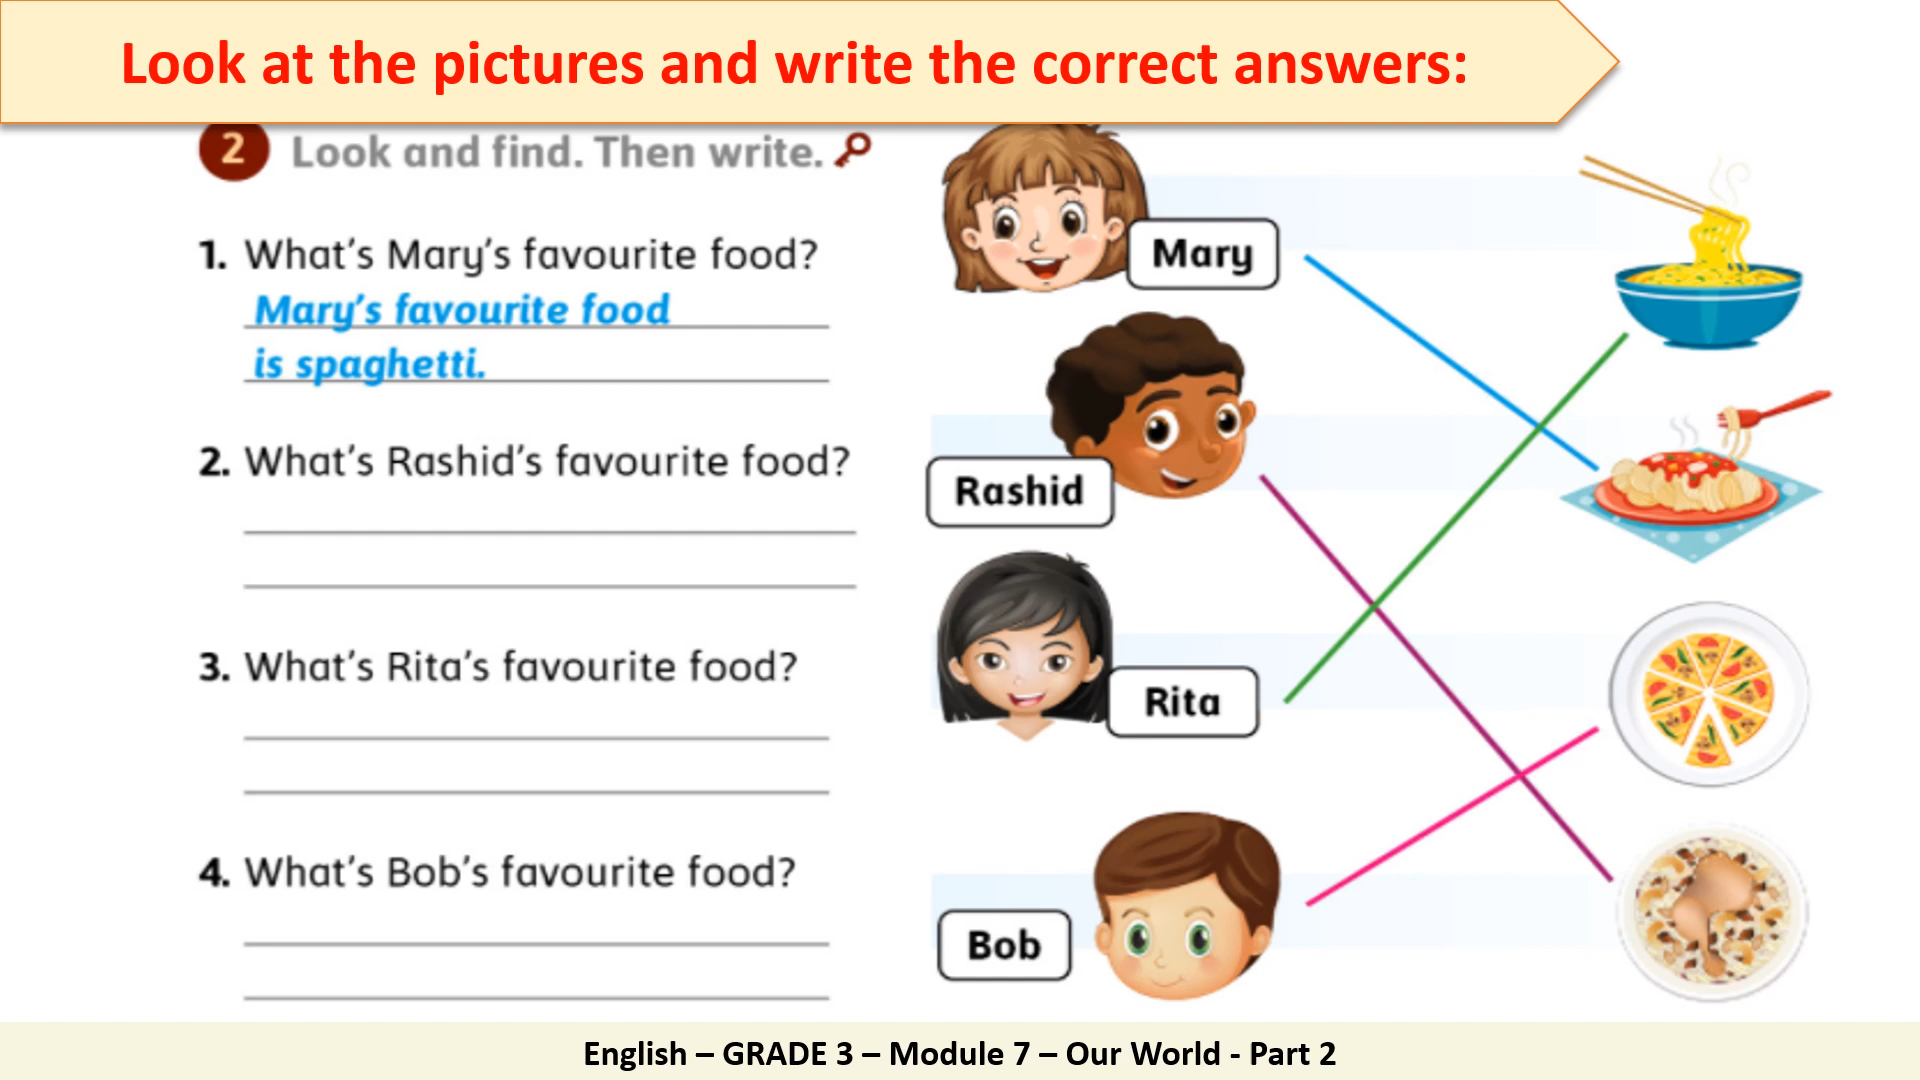 Look at the pictures and write the correct answers:
2 Look and find. Then write.
1. What's Mary's favourite food?
Mary's favourite food
is spaghetti.
2. What's Rashid's favourite food?
3. What's Rita's favourite food?
4. What's Bob's favourite food?
Mary
Rashid
Rita
Bob
English – GRADE 3 – Module 7 – Our World - Part 2